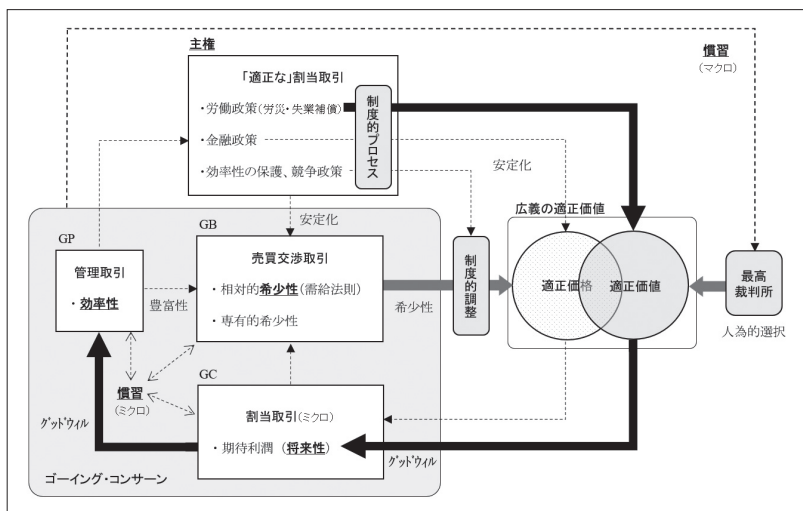 主権
「適正な」割当取引
・労働政策(労災・失業補償)
・金融政策
・効率性の保護、競争政策
制度的プロセス
慣習
(マクロ)
安定化
安定化
広義の適正価値
GP
管理取引
・効率性
豊富性
GB
売買交渉取引
・相対的希少性(需給法則)
・専有的希少性
希少性
制度的調整
適正価格
適正価値
最高
裁判所
人為的選択
慣習
(ミクロ)
GC
割当取引(ミクロ)
・期待利潤(将来性)
グッドウィル
グッドウィル
ゴーイング・コンサーン